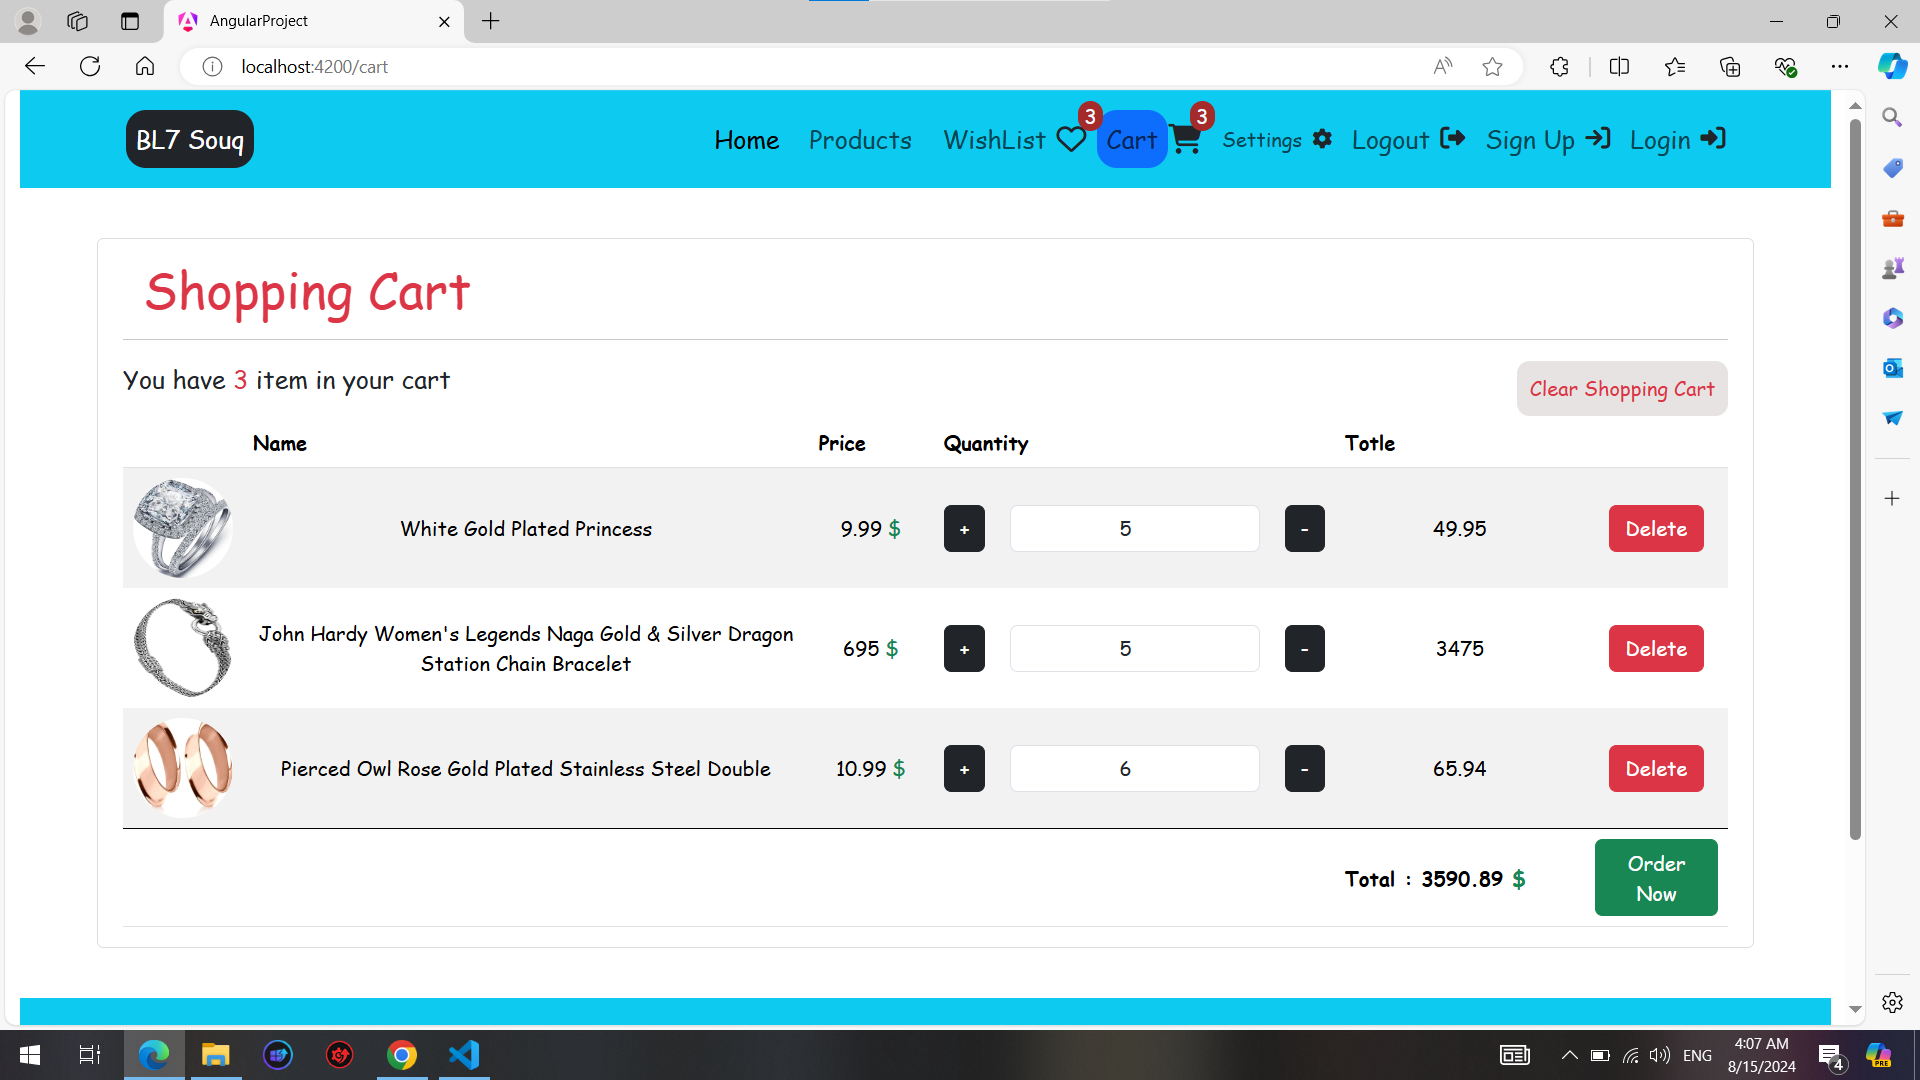 AngularProject
localhost:4200/cart
BL7 Souq
Home
Products
WishList
3
Cart
3
Settings
Logout
Sign Up
Login
Shopping Cart
You have 3 item in your cart
Clear Shopping Cart
Name Price Quantity Totle
White Gold Plated Princess 9.99 $ + 5 - 49.95 Delete
John Hardy Women's Legends Naga Gold & Silver Dragon
Station Chain Bracelet 695 $ + 5 - 3475 Delete
Pierced Owl Rose Gold Plated Stainless Steel Double 10.99 $ + 6 - 65.94 Delete
Total : 3590.89 $
Order
Now
ENG
4:07 AM
8/15/2024
4
PRE